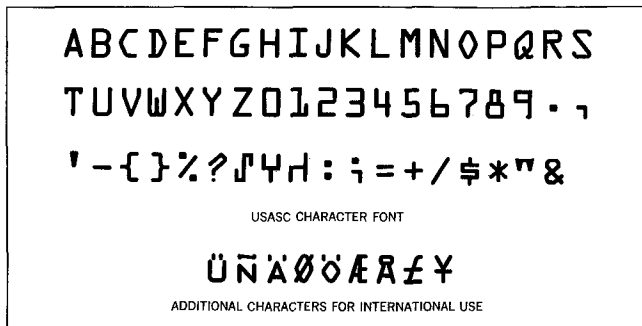 ABCDEFGHIJKLMNOPQRS
TUVWXYZ0123456789.,
'-{}%?⑀⑂⑁:;=+/$*"&
USASC CHARACTER FONT
ÜÑÄØÖÆÅ£¥
ADDITIONAL CHARACTERS FOR INTERNATIONAL USE